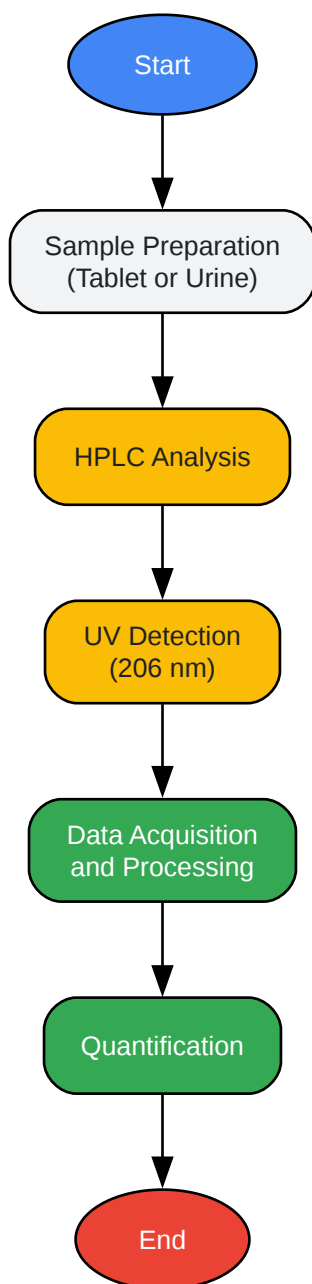 Start
Sample Preparation
(Tablet or Urine)
HPLC Analysis
UV Detection
(206 nm)
Data Acquisition
and Processing
Quantification
End